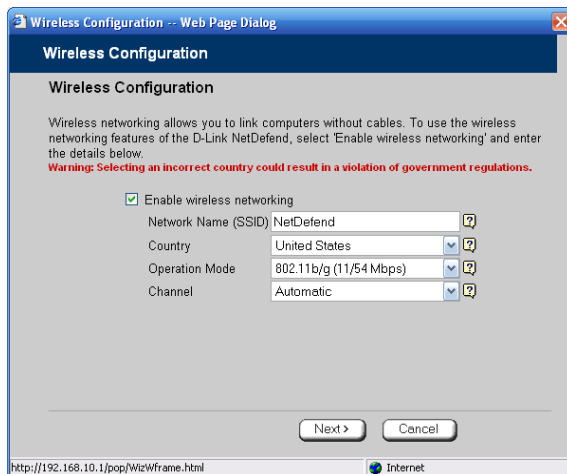 Wireless Configuration -- Web Page Dialog
Wireless Configuration
Wireless Configuration
Wireless networking allows you to link computers without cables. To use the wireless
networking features of the D-Link NetDefend, select 'Enable wireless networking' and enter
the details below.
Warning: Selecting an incorrect country could result in a violation of government regulations.
Enable wireless networking
Network Name (SSID) NetDefend ?
Country United States ?
Operation Mode 802.11b/g (11/54 Mbps) ?
Channel Automatic ?
Next > Cancel
http://192.168.10.1/pop/WizWframe.html Internet